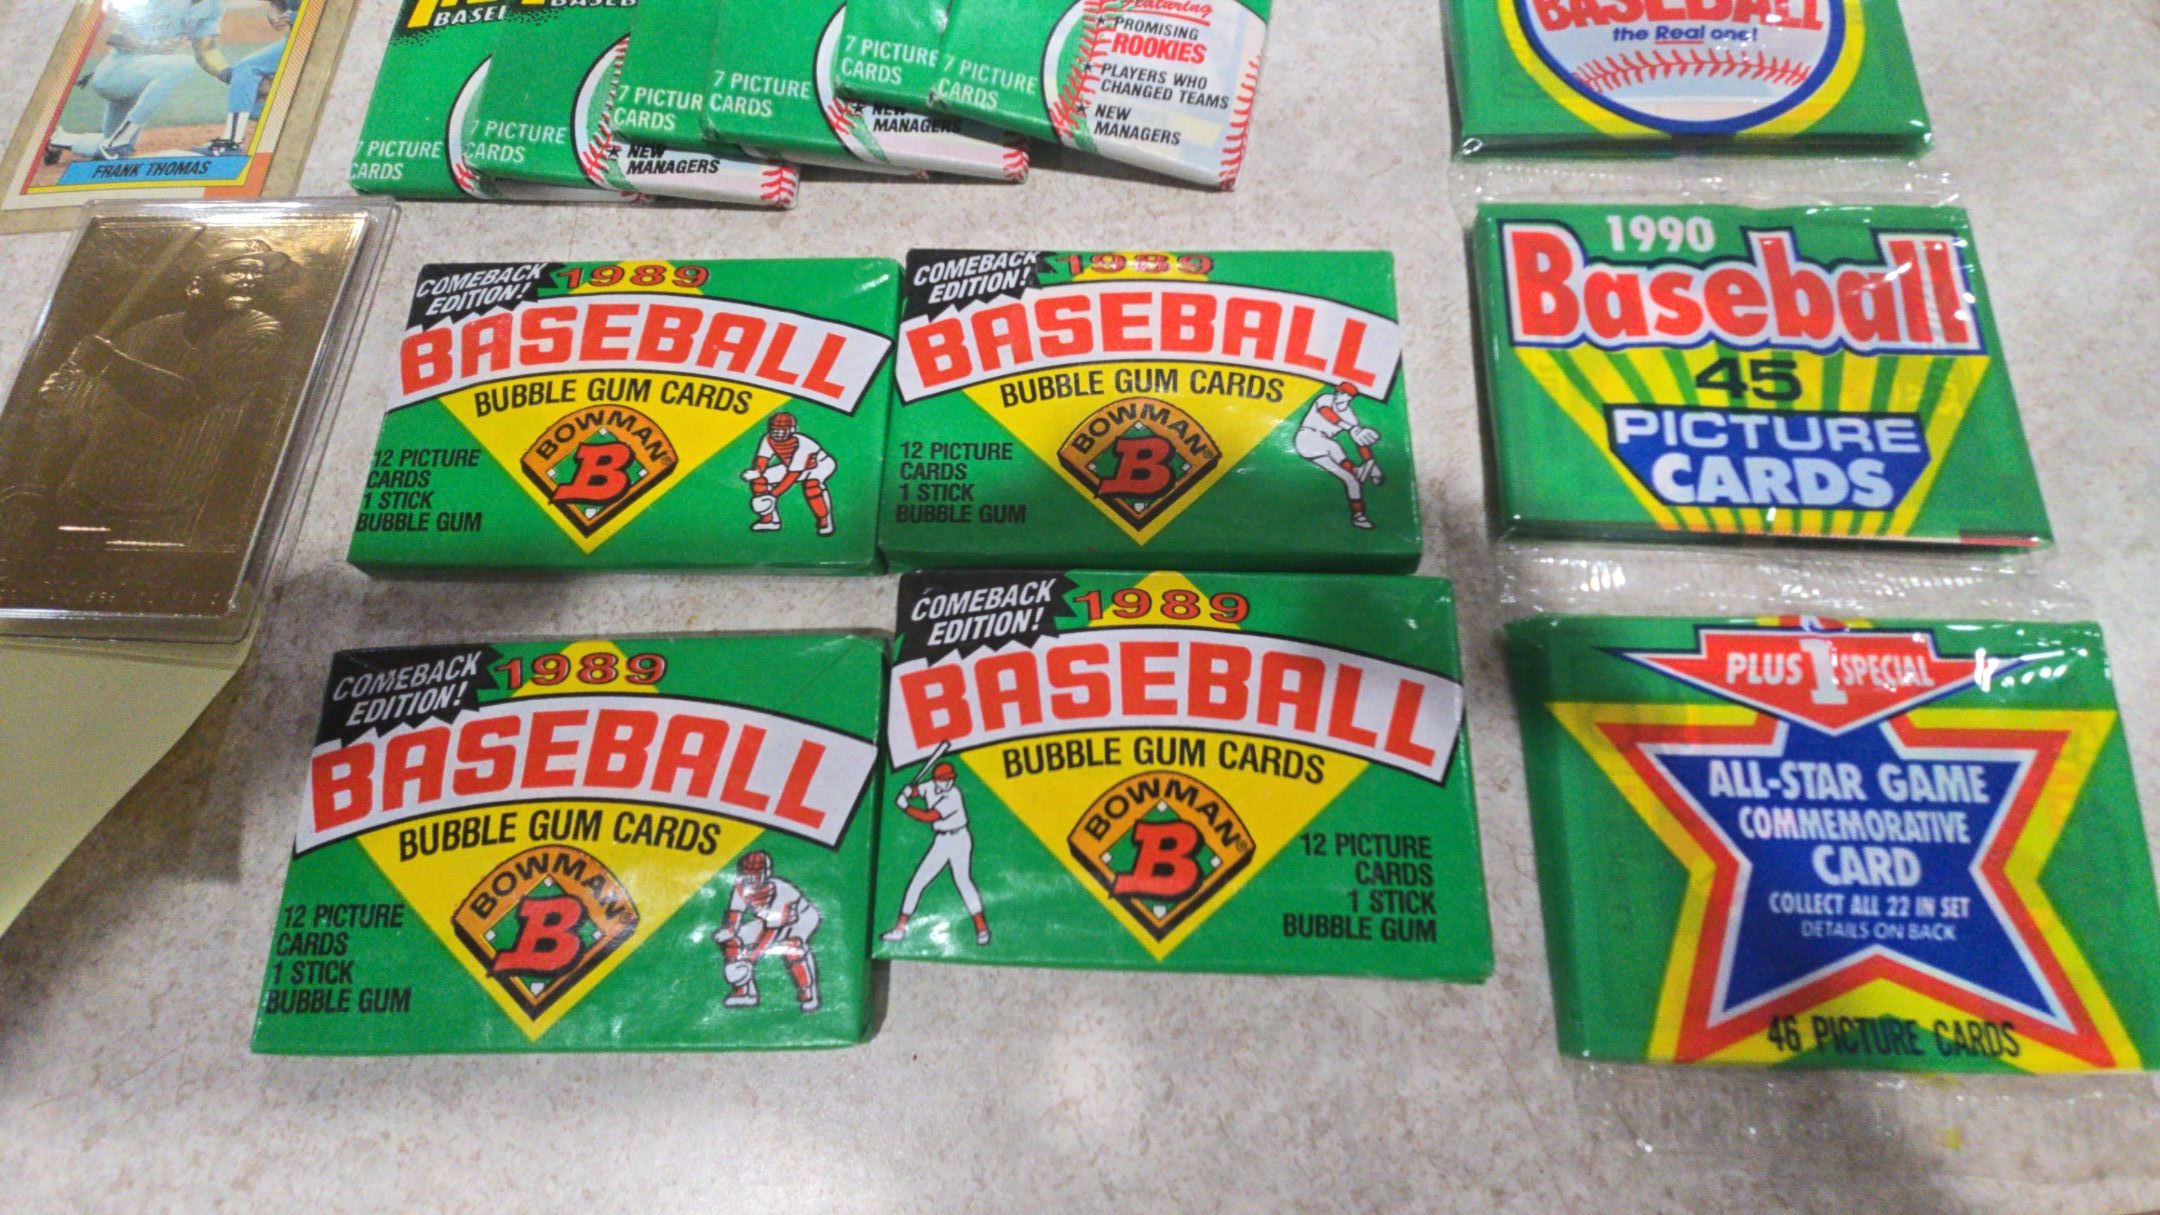 FRANK THOMAS
BASEBALL
7 PICTURE
CARDS
7 PICTURE
CARDS
NEW
MANAGERS
7 PICTUR
CARDS
7 PICTURE
CARDS
NEW
MANAGERS
7 PICTURE
CARDS
7 PICTURE
CARDS
Featuring
PROMISING
ROOKIES
PLAYERS WHO
CHANGED TEAMS
NEW
MANAGERS
BASEBALL
the Real one!
COMEBACK
EDITION!
1989
BASEBALL
BUBBLE GUM CARDS
BOWMAN®
B
12 PICTURE
CARDS
1 STICK
BUBBLE GUM
COMEBACK
EDITION!
1989
BASEBALL
BUBBLE GUM CARDS
BOWMAN®
B
12 PICTURE
CARDS
1 STICK
BUBBLE GUM
1990
Baseball
45
PICTURE
CARDS
COMEBACK
EDITION!
1989
BASEBALL
BUBBLE GUM CARDS
BOWMAN®
B
12 PICTURE
CARDS
1 STICK
BUBBLE GUM
COMEBACK
EDITION!
1989
BASEBALL
BUBBLE GUM CARDS
BOWMAN®
B
12 PICTURE
CARDS
1 STICK
BUBBLE GUM
PLUS 1 SPECIAL
ALL-STAR GAME
COMMEMORATIVE
CARD
COLLECT ALL 22 IN SET
DETAILS ON BACK
46 PICTURE CARDS